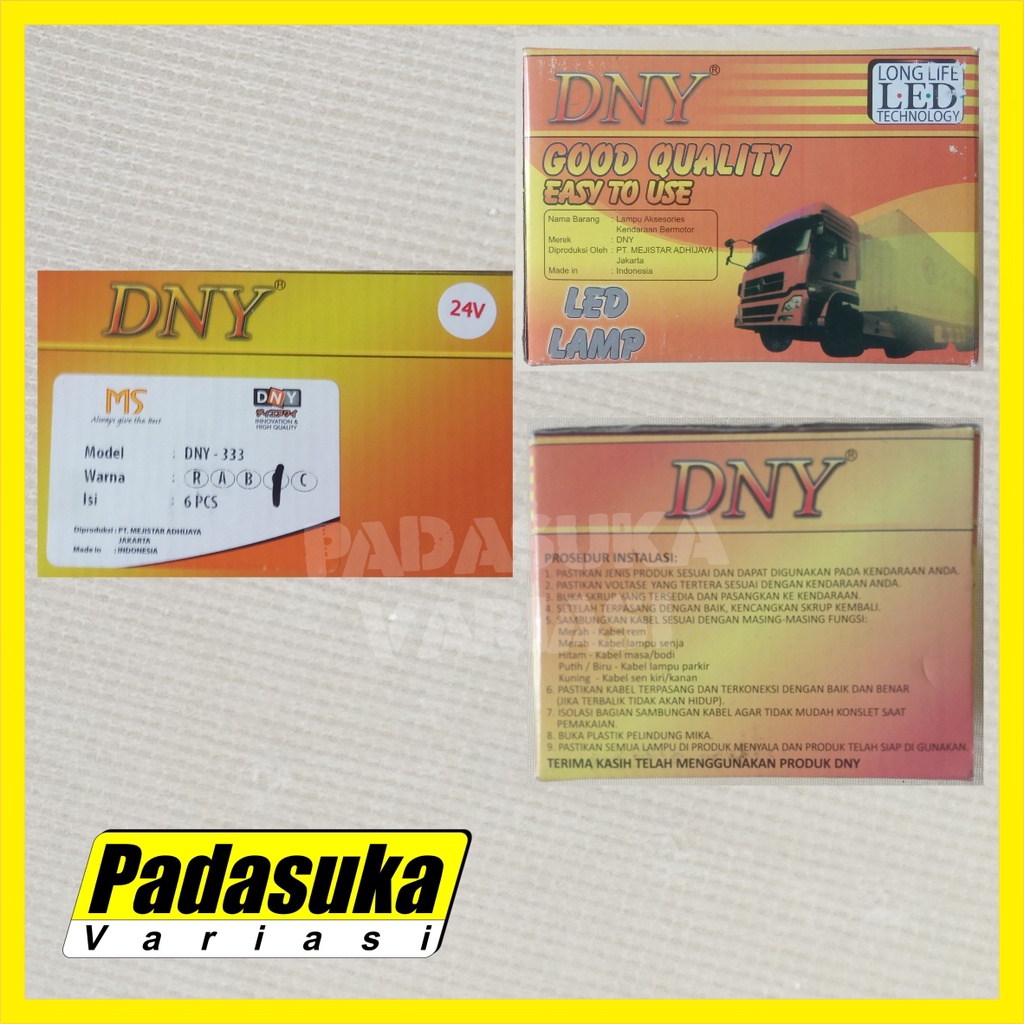 DNY®
24V
MS
Always give the Best
DNY
ディエヌワイ
INNOVATION &
HIGH QUALITY
Model : DNY - 333
Warna : R A B C
Isi : 6 PCS
Diproduksi : PT. MEJISTAR ADHIJAYA
JAKARTA
Made in : INDONESIA
DNY®
LONG LIFE
L.E.D
TECHNOLOGY
GOOD QUALITY
EASY TO USE
Nama Barang : Lampu Aksesories
Kendaraan Bermotor
Merek : DNY
Diproduksi Oleh : PT. MEJISTAR ADHIJAYA
Jakarta
Made in : Indonesia
LED
LAMP
DNY®
PROSEDUR INSTALASI:
1. PASTIKAN JENIS PRODUK SESUAI DAN DAPAT DIGUNAKAN PADA KENDARAAN ANDA.
2. PASTIKAN VOLTASE YANG TERTERA SESUAI DENGAN KENDARAAN ANDA.
3. BUKA SKRUP YANG TERSEDIA DAN PASANGKAN KE KENDARAAN.
4. SETELAH TERPASANG DENGAN BAIK, KENCANGKAN SKRUP KEMBALI.
5. SAMBUNGKAN KABEL SESUAI DENGAN MASING-MASING FUNGSI:
Merah - Kabel rem
Merah - Kabel lampu senja
Hitam - Kabel masa/bodi
Putih / Biru - Kabel lampu parkir
Kuning - Kabel sen kiri/kanan
6. PASTIKAN KABEL TERPASANG DAN TERKONEKSI DENGAN BAIK DAN BENAR
(JIKA TERBALIK TIDAK AKAN HIDUP).
7. ISOLASI BAGIAN SAMBUNGAN KABEL AGAR TIDAK MUDAH KONSLET SAAT
PEMAKAIAN.
8. BUKA PLASTIK PELINDUNG MIKA.
9. PASTIKAN SEMUA LAMPU DI PRODUK MENYALA DAN PRODUK TELAH SIAP DI GUNAKAN.
TERIMA KASIH TELAH MENGGUNAKAN PRODUK DNY
PADASUKA
VARIASI
Padasuka
Variasi